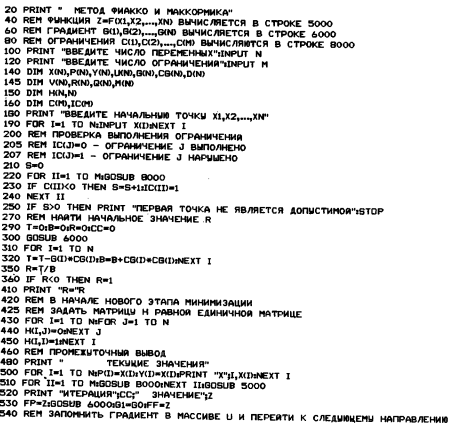 20 PRINT " МЕТОД ФИАККО И МАККОРМИКА"
40 REM ФУНКЦИЯ Z=F(X1,X2,...,XN) ВЫЧИСЛЯЕТСЯ В СТРОКЕ 5000
60 REM ГРАДИЕНТ G(1),G(2),...,G(N) ВЫЧИСЛЯЕТСЯ В СТРОКЕ 6000
80 REM ОГРАНИЧЕНИЯ C(1),C(2),...,C(M) ВЫЧИСЛЯЮТСЯ В СТРОКЕ 8000
100 PRINT "ВВЕДИТЕ ЧИСЛО ПЕРЕМЕННЫХ":INPUT N
120 PRINT "ВВЕДИТЕ ЧИСЛО ОГРАНИЧЕНИЯ":INPUT M
140 DIM X(N),P(N),Y(N),U(N),G(N),CG(N),D(N)
145 DIM V(N),R(N),Q(N),M(N)
150 DIM H(N,N)
160 DIM C(M),IC(M)
180 PRINT "ВВЕДИТЕ НАЧАЛЬНУЮ ТОЧКУ X1,X2,...,XN"
190 FOR I=1 TO N:INPUT X(I):NEXT I
200 REM ПРОВЕРКА ВЫПОЛНЕНИЯ ОГРАНИЧЕНИЯ
205 REM IC(J)=0 - ОГРАНИЧЕНИЕ J ВЫПОЛНЕНО
207 REM IC(J)=1 - ОГРАНИЧЕНИЕ J НАРУШЕНО
210 S=0
220 FOR II=1 TO M:GOSUB 8000
230 IF C(II)<0 THEN S=S+1:IC(II)=1
240 NEXT II
250 IF S>0 THEN PRINT "ПЕРВАЯ ТОЧКА НЕ ЯВЛЯЕТСЯ ДОПУСТИМОЙ":STOP
270 REM НАЙТИ НАЧАЛЬНОЕ ЗНАЧЕНИЕ R
290 T=0:B=0:R=0:CC=0
300 GOSUB 6000
310 FOR I=1 TO N
320 T=T-G(I)*CG(I):B=B+CG(I)*CG(I):NEXT I
350 R=T/B
360 IF R<0 THEN R=1
410 PRINT "R="R
420 REM В НАЧАЛЕ НОВОГО ЭТАПА МИНИМИЗАЦИИ
425 REM ЗАДАТЬ МАТРИЦУ H РАВНОЙ ЕДИНИЧНОЙ МАТРИЦЕ
430 FOR I=1 TO N:FOR J=1 TO N
440 H(I,J)=0:NEXT J
450 H(I,I)=1:NEXT I
460 REM ПРОМЕЖУТОЧНЫЙ ВЫВОД
480 PRINT " ТЕКУЩИЕ ЗНАЧЕНИЯ"
500 FOR I=1 TO N:P(I)=X(I):Y(I)=X(I):PRINT "X";I,X(I):NEXT I
510 FOR II=1 TO M:GOSUB 8000:NEXT II:GOSUB 5000
520 PRINT "ИТЕРАЦИЯ";CC;" ЗНАЧЕНИЕ";Z
530 FP=Z:GOSUB 6000:G1=G0:FF=Z
540 REM ЗАПОМНИТЬ ГРАДИЕНТ В МАССИВЕ U И ПЕРЕЙТИ К СЛЕДУЮЩЕМУ НАПРАВЛЕНИЮ